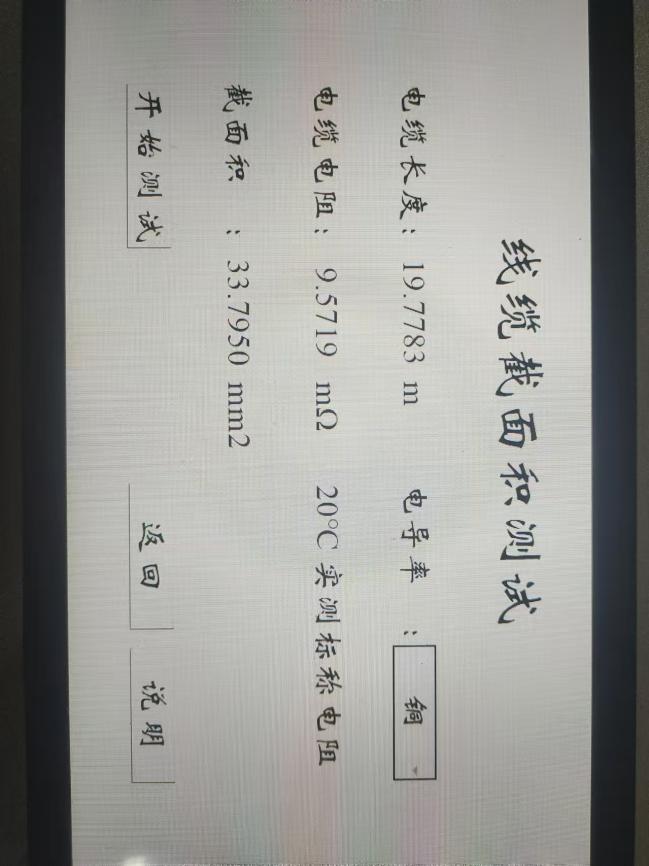 线缆截面积测试
电缆长度： 19.7783 m 电导率 ： 铜
电缆电阻： 9.5719 mΩ 20℃实测标称电阻
截面积 ： 33.7950 mm2
开始测试 返回 说明